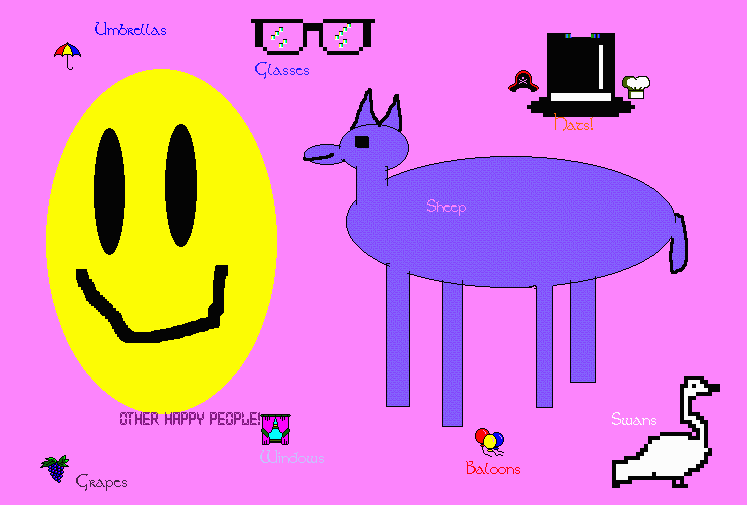 Umbrellas
Glasses
Hats!
Sheep
OTHER HAPPY PEOPLE!
Swans
Windows
Baloons
Grapes